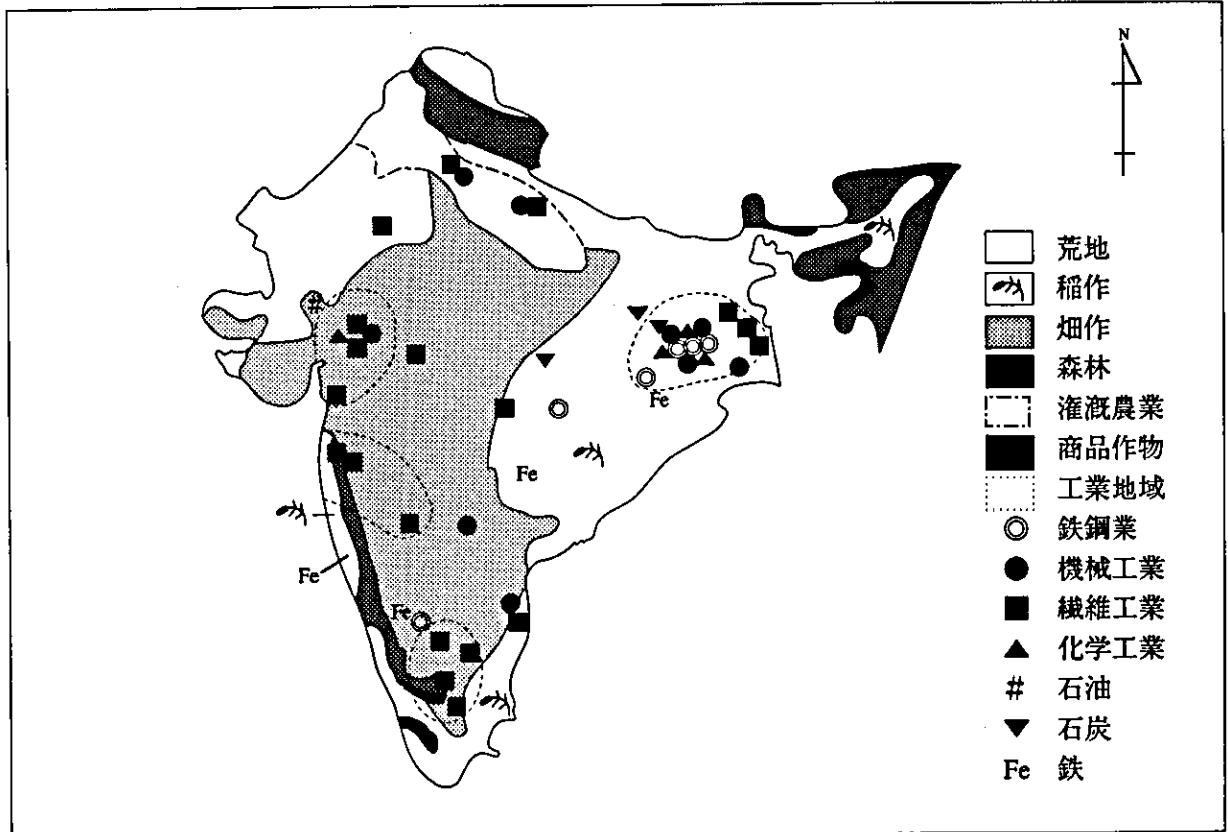 N
荒地
稲作
畑作
森林
灌漑農業
商品作物
工業地域
鉄鋼業
機械工業
繊維工業
化学工業
# 石油
石炭
Fe 鉄
#
Fe
Fe
Fe
Fe